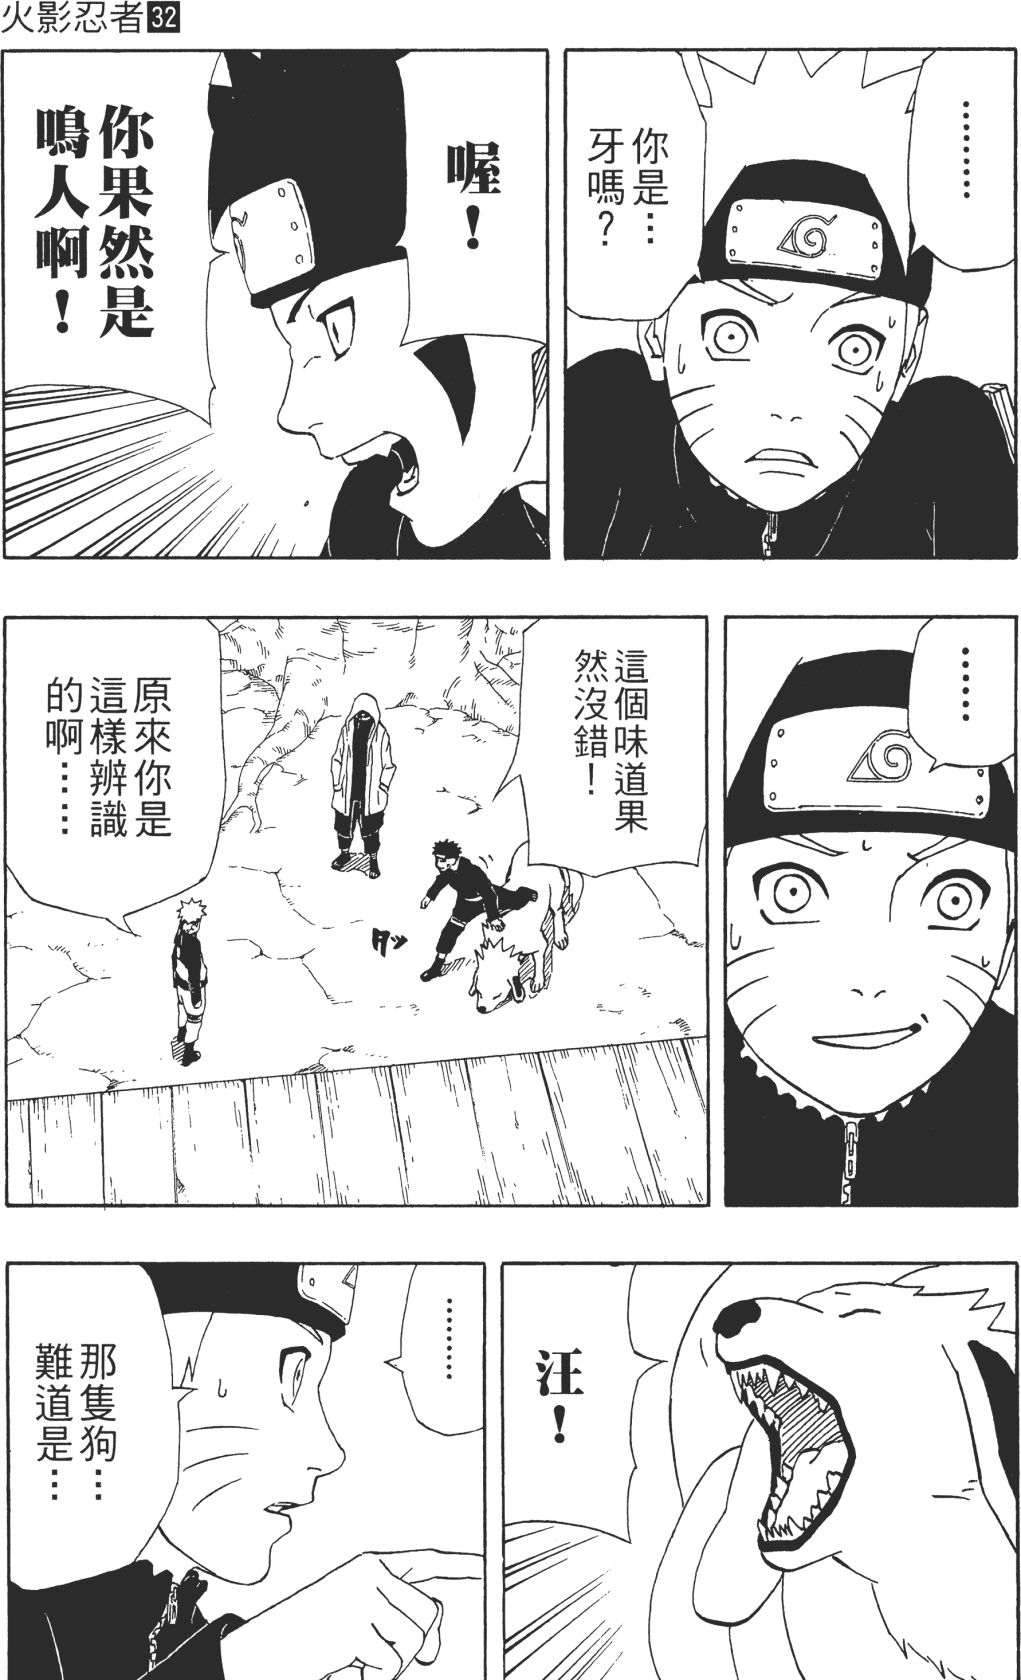 火影忍者32
………
你是…
牙嗎？
喔！
你果然是
鳴人啊！
……
這個味道果
然沒錯！
原來你是
這樣辨識
的啊……
タッ
汪！
………
那隻狗…
難道是…